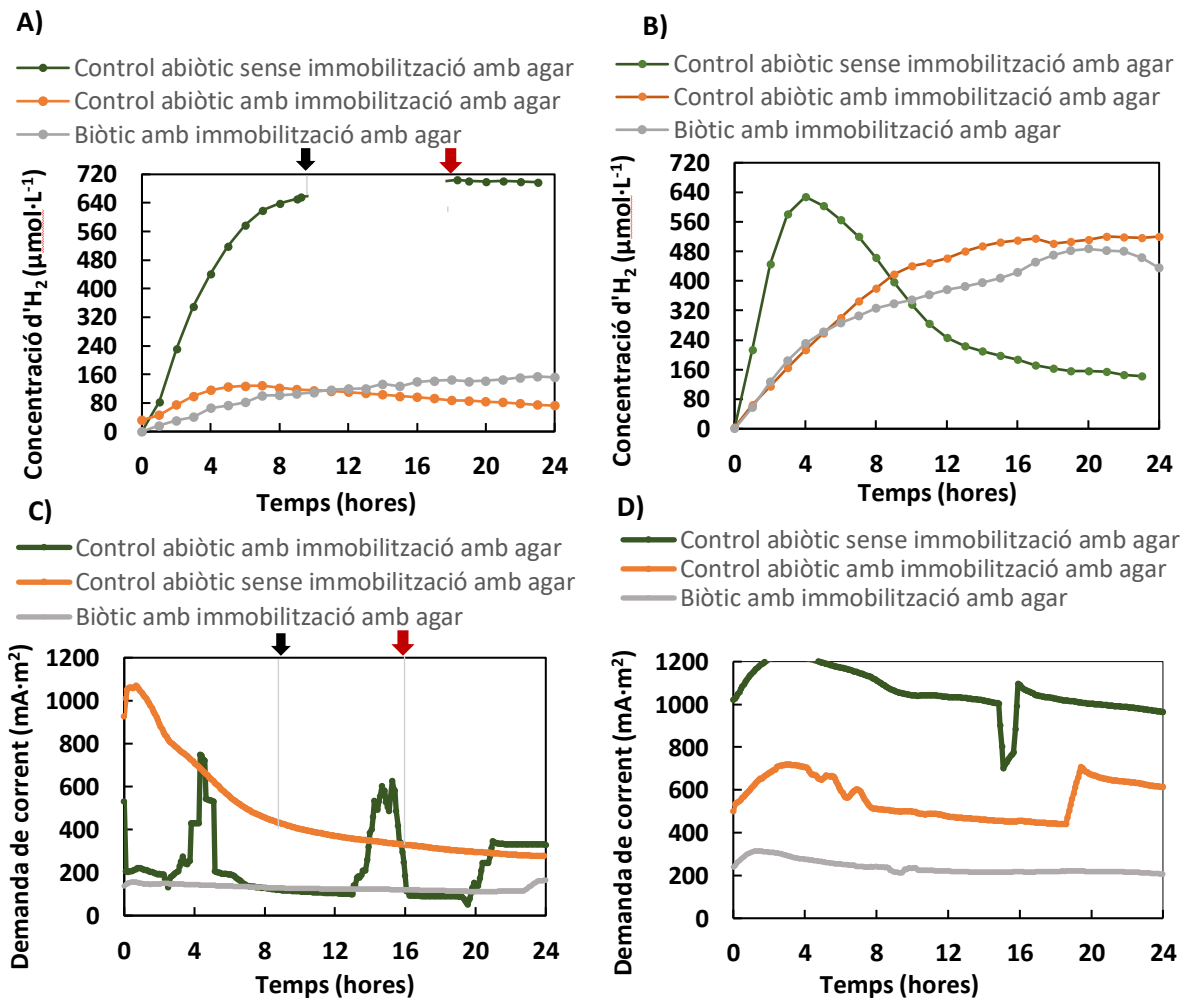 A)
Control abiòtic sense immobilització amb agar
Control abiòtic amb immobilització amb agar
Biòtic amb immobilització amb agar
Concentració d'H₂ (µmol·L⁻¹)
720
640
560
480
400
320
240
160
80
0
0 4 8 12 16 20 24
Temps (hores)
B)
Control abiòtic sense immobilització amb agar
Control abiòtic amb immobilització amb agar
Biòtic amb immobilització amb agar
Concentració d'H₂ (µmol·L⁻¹)
720
640
560
480
400
320
240
160
80
0
0 4 8 12 16 20 24
Temps (hores)
C)
Control abiòtic amb immobilització amb agar
Control abiòtic sense immobilització amb agar
Biòtic amb immobilització amb agar
Demanda de corrent (mA·m²)
1200
1000
800
600
400
200
0
0 4 8 12 16 20 24
Temps (hores)
D)
Control abiòtic sense immobilització amb agar
Control abiòtic amb immobilització amb agar
Biòtic amb immobilització amb agar
Demanda de corrent (mA·m²)
1200
1000
800
600
400
200
0
0 4 8 12 16 20 24
Temps (hores)